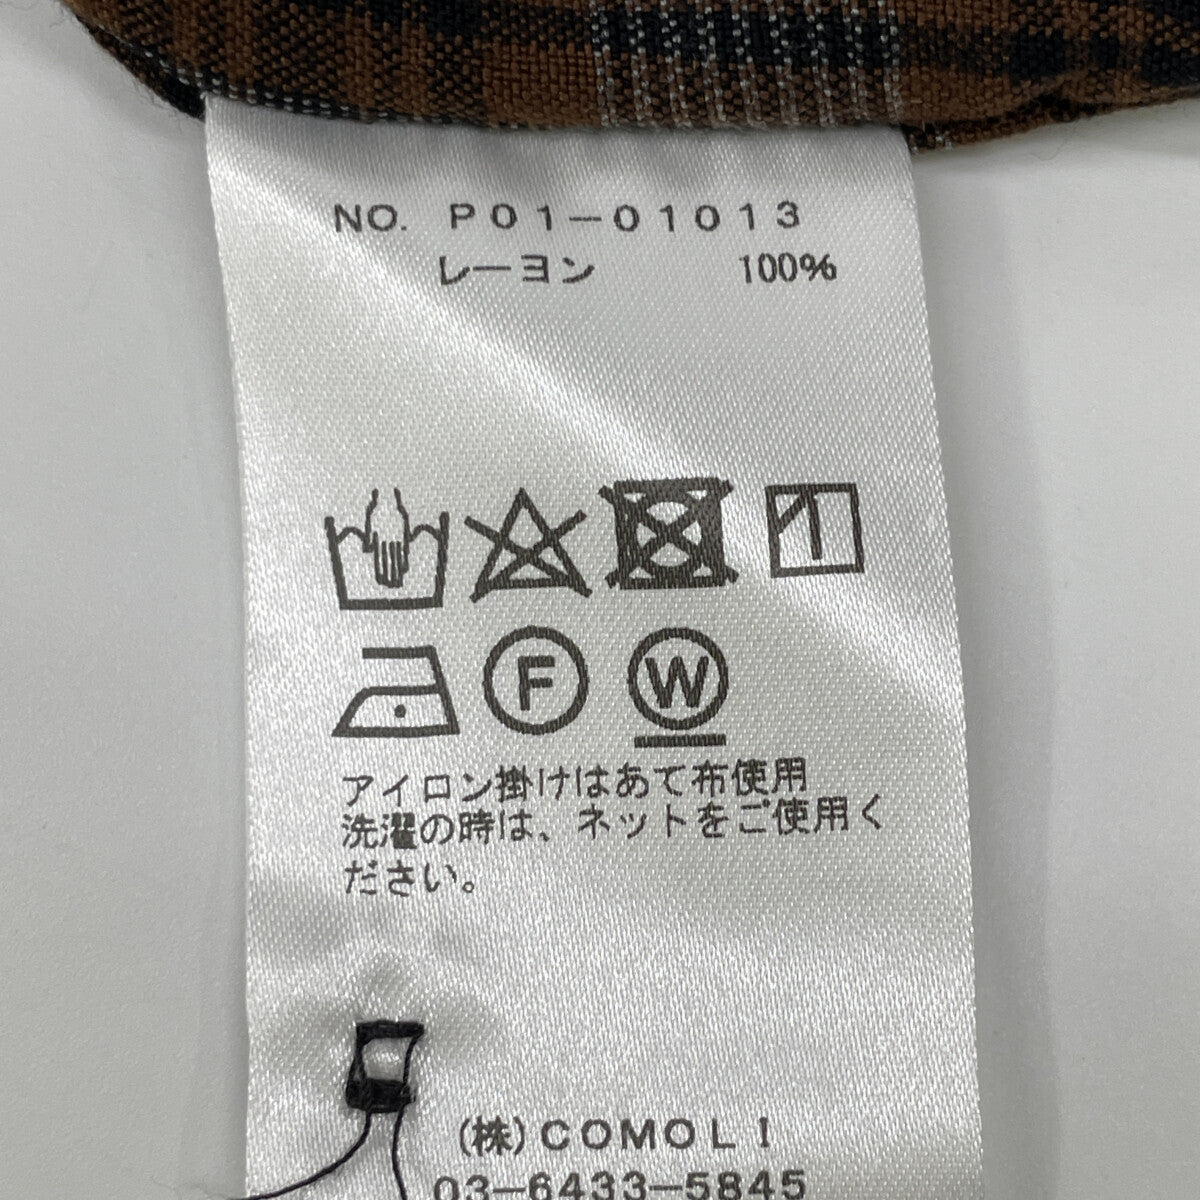 NO. P01-01013
レーヨン 100%
F W
アイロン掛けはあて布使用
洗濯の時は、ネットをご使用く
ださい。
(株)COMOLI
03-6433-5845